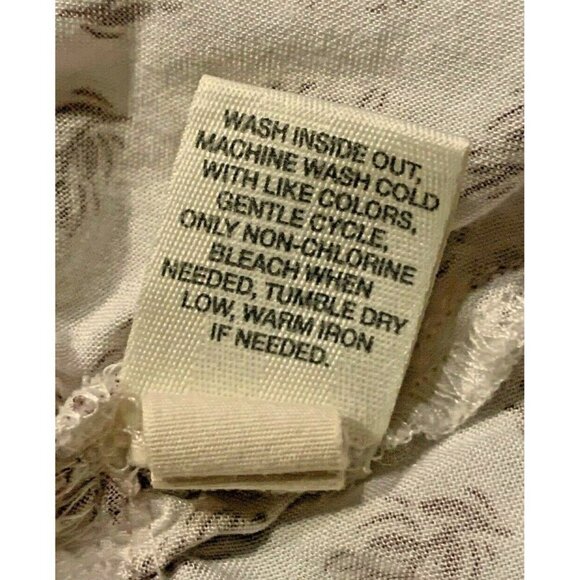 WASH INSIDE OUT,
MACHINE WASH COLD
WITH LIKE COLORS,
GENTLE CYCLE,
ONLY NON-CHLORINE
BLEACH WHEN
NEEDED, TUMBLE DRY
LOW, WARM IRON
IF NEEDED.